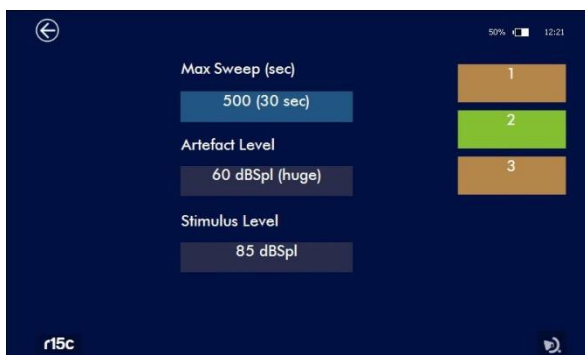 50% 12:21
Max Sweep (sec)
500 (30 sec)
Artefact Level
60 dBSpl (huge)
Stimulus Level
85 dBSpl
1
2
3
r15c